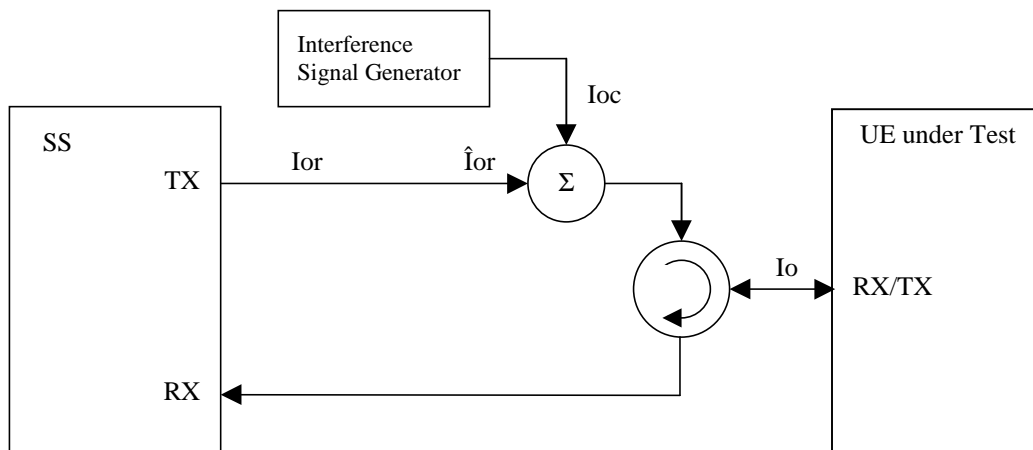 Interference
Signal Generator
Ioc
SS
UE under Test
TX
Ior
Îor
Σ
Io
RX/TX
RX